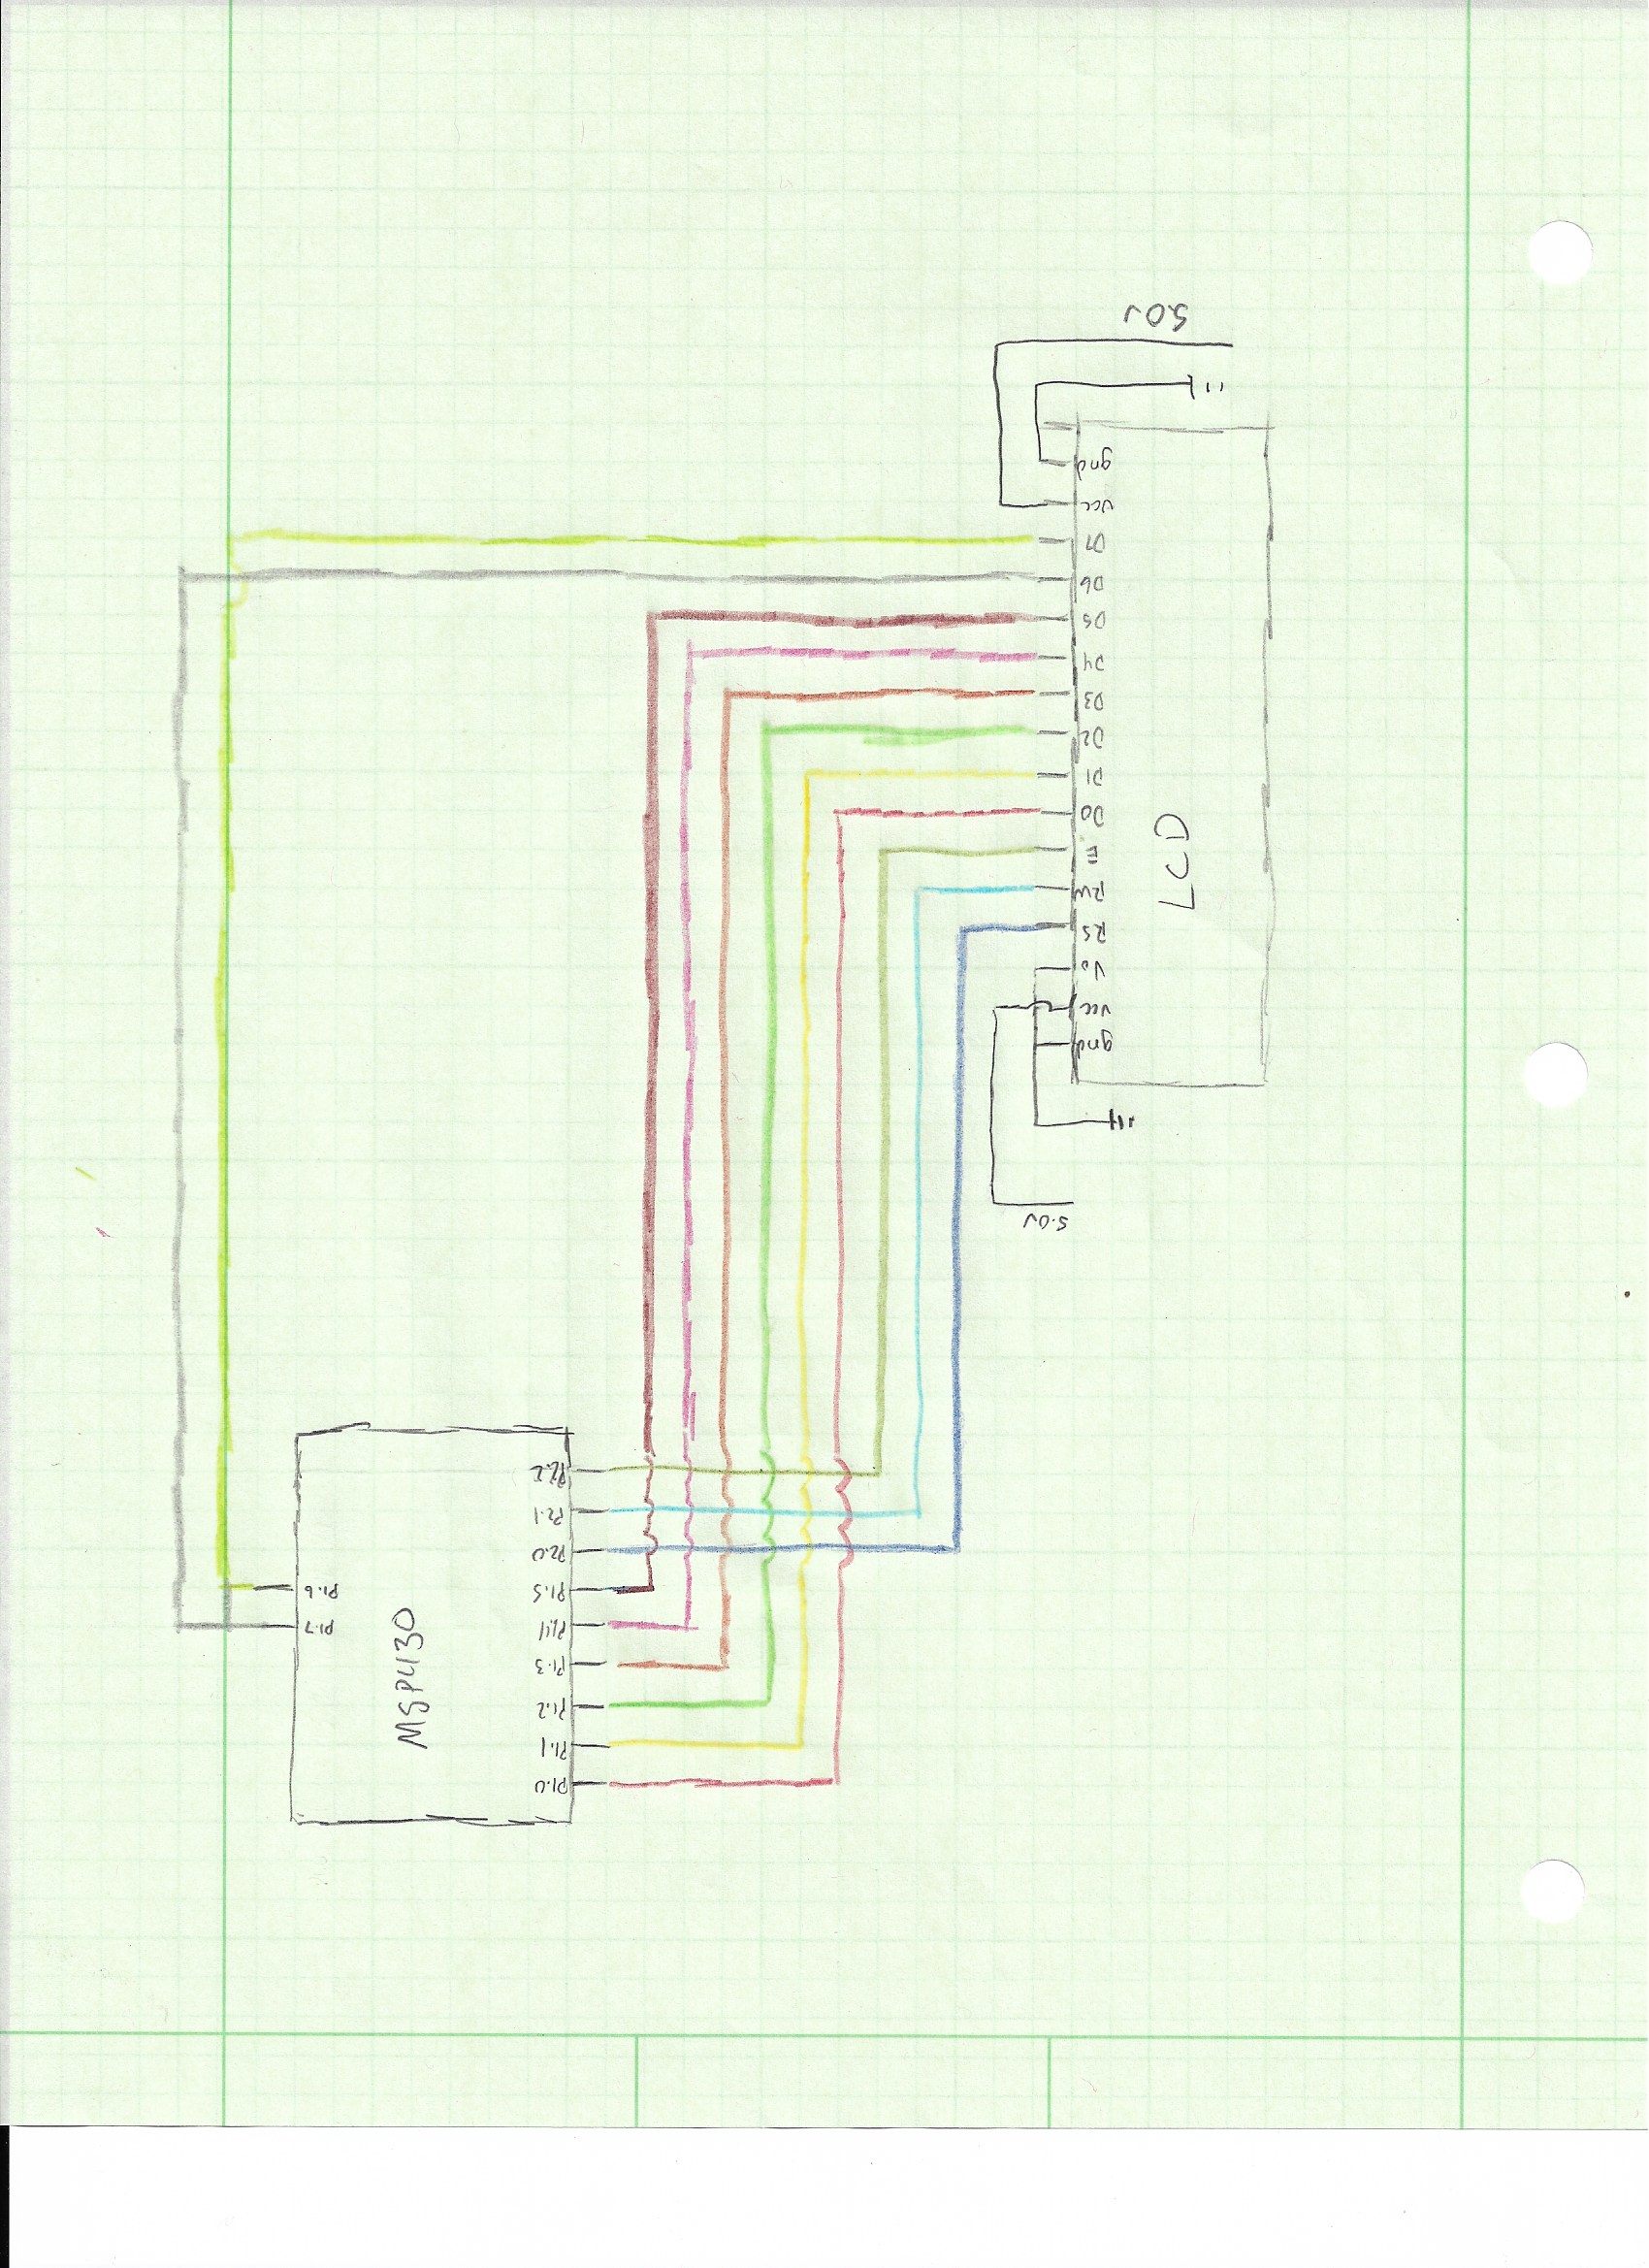 5.0V
gnd
vcc
D7
D6
D5
D4
D3
D2
D1
D0
E
RW
RS
Vo
vcc
gnd
5.0V
LCD
P2.2
P2.1
P2.0
P1.5
P1.4
P1.3
P1.2
P1.1
P1.0
P1.6
P1.7
MSP430